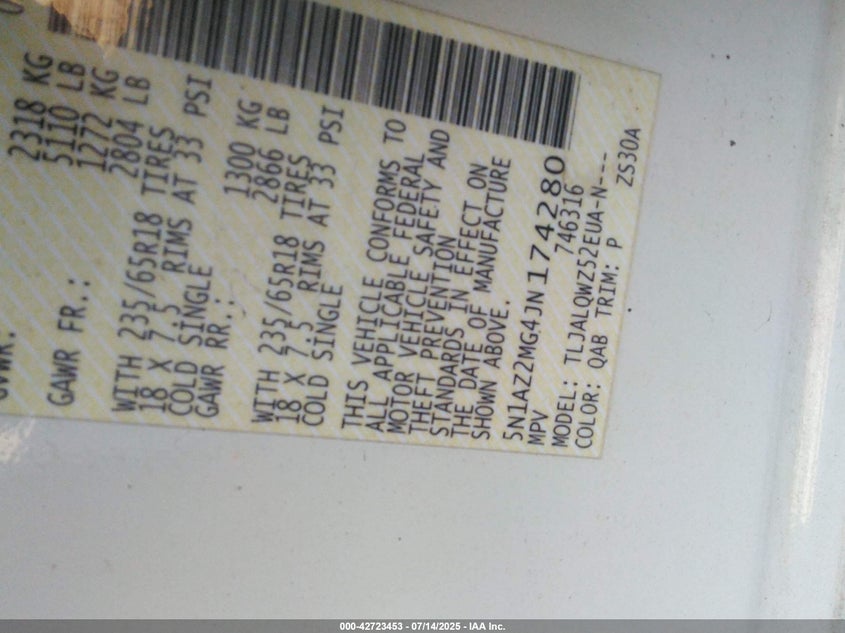 GVWR:
2318 KG
5110 LB
GAWR FR.: 1272 KG
2804 LB
WITH 235/65R18 TIRES
18 X 7.5 RIMS AT 33 PSI
COLD SINGLE
GAWR RR.: 1300 KG
2866 LB
WITH 235/65R18 TIRES
18 X 7.5 RIMS AT 33 PSI
COLD SINGLE
THIS VEHICLE CONFORMS TO
ALL APPLICABLE FEDERAL
MOTOR VEHICLE SAFETY AND
THEFT PREVENTION
STANDARDS IN EFFECT ON
THE DATE OF MANUFACTURE
SHOWN ABOVE.
5N1AZ2MG4JN174280
MPV 746316
MODEL: TLJALQWZ52EUA-N---
COLOR: QAB TRIM: P Z530A
000-42723453 - 07/14/2025 - IAA Inc.